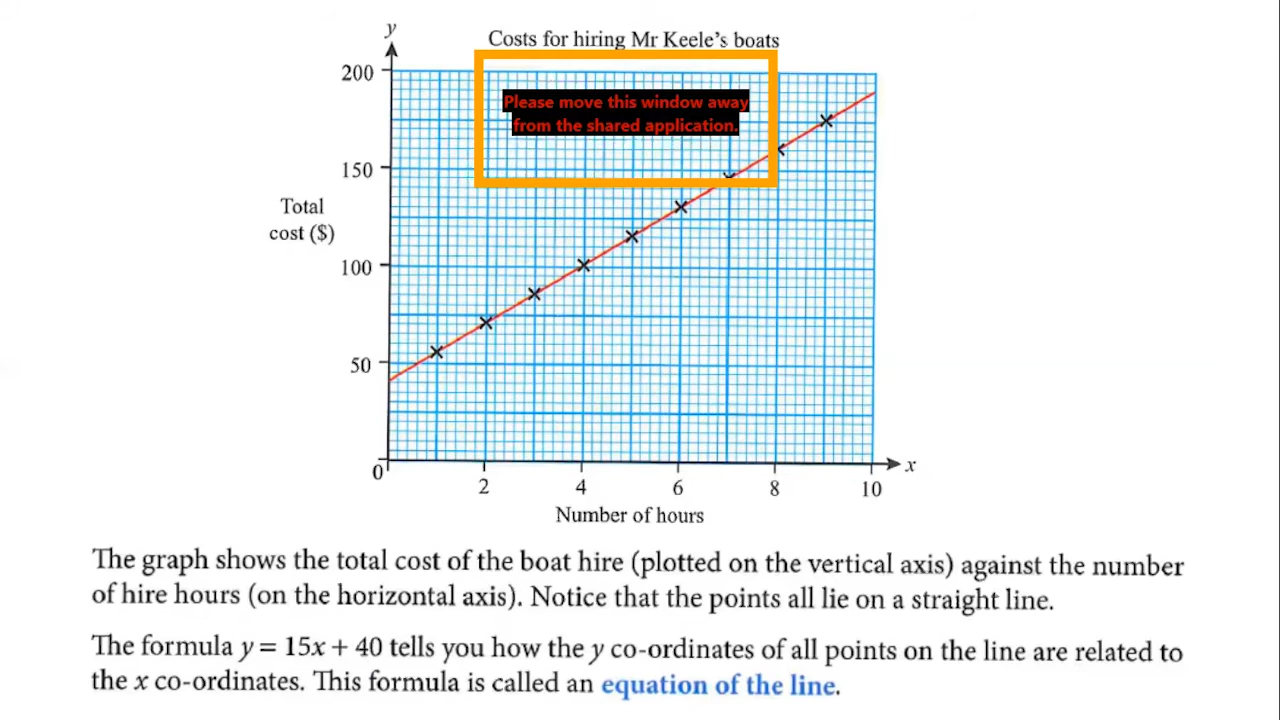 y
Costs for hiring Mr Keele's boats
200
Please move this window away
from the shared application.
150
Total
cost ($)
100
50
0
x
2
4
6
8
10
Number of hours
The graph shows the total cost of the boat hire (plotted on the vertical axis) against the number
of hire hours (on the horizontal axis). Notice that the points all lie on a straight line.
The formula y = 15x + 40 tells you how the y co-ordinates of all points on the line are related to
the x co-ordinates. This formula is called an equation of the line.